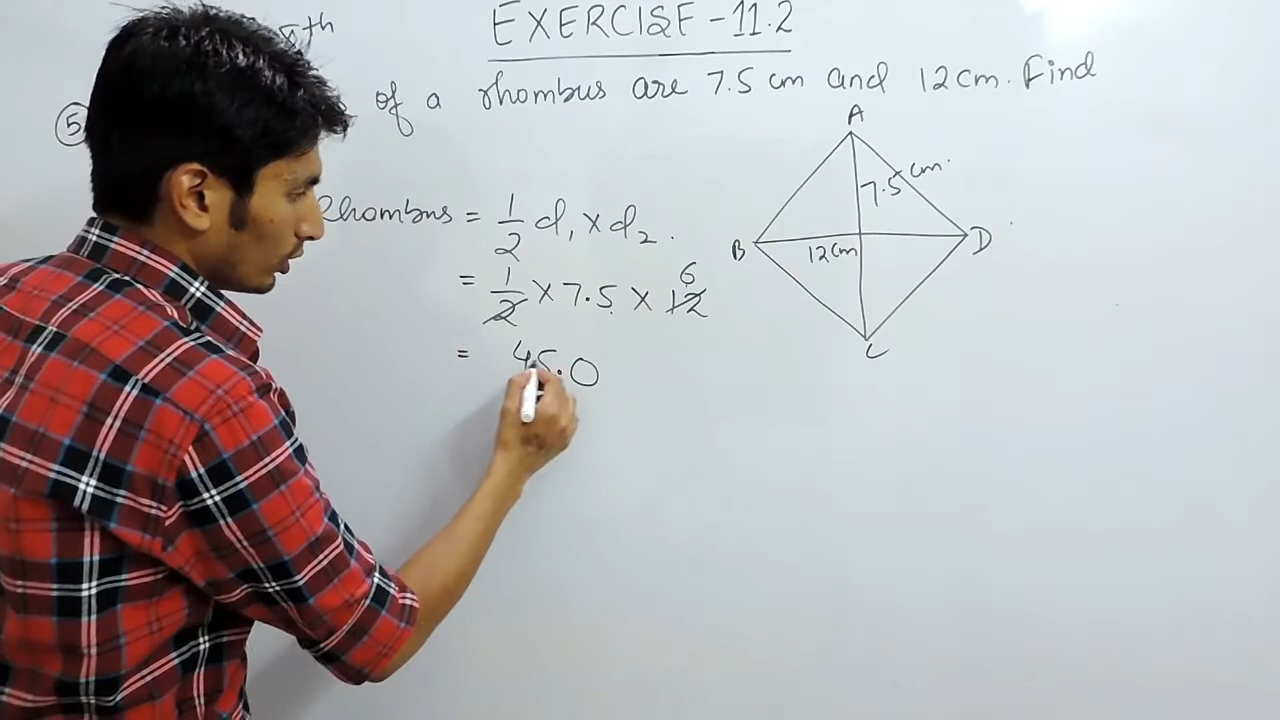 8th
EXERCISE - 11.2
5 of a rhombus are 7.5 cm and 12 cm. Find
A
7.5 cm.
Rhombus = 1/2 d₁ × d₂.
B 12 cm D
= 1/2 × 7.5 × 12 6
= 45.0
C